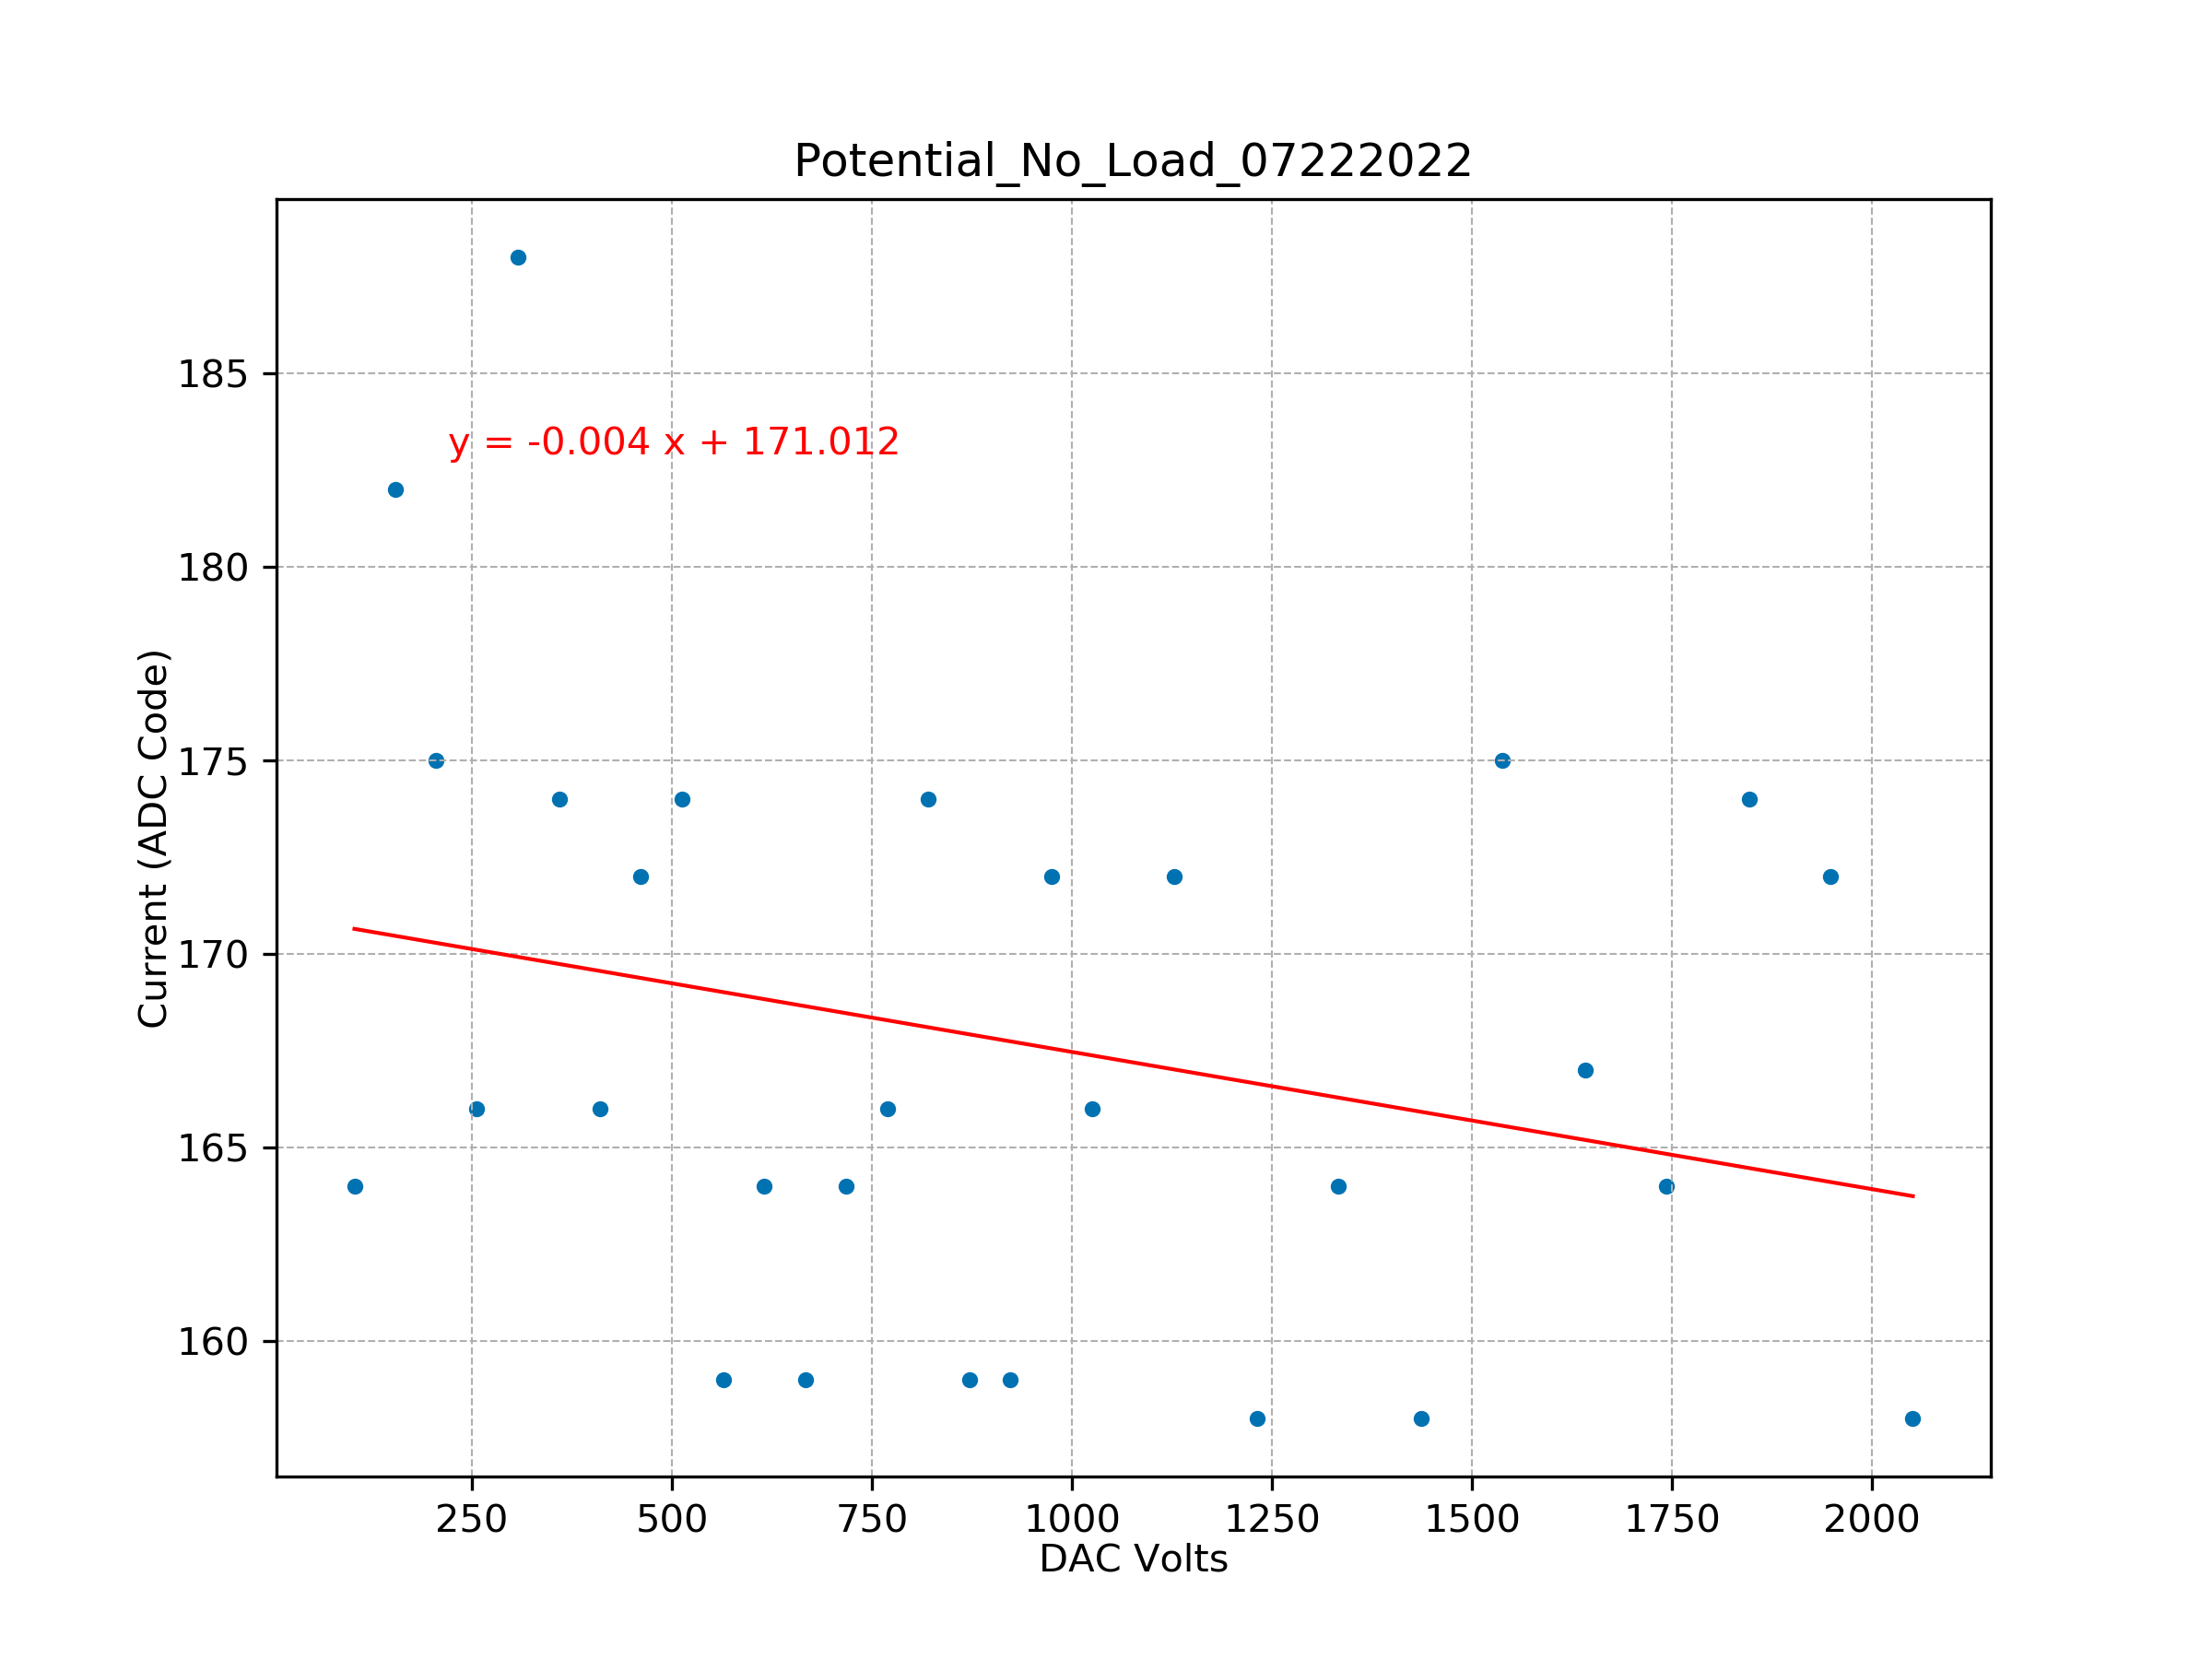 Potential_No_Load_07222022
185
y = -0.004 x + 171.012
180
175
170
165
160
Current (ADC Code)
250 500 750 1000 1250 1500 1750 2000
DAC Volts